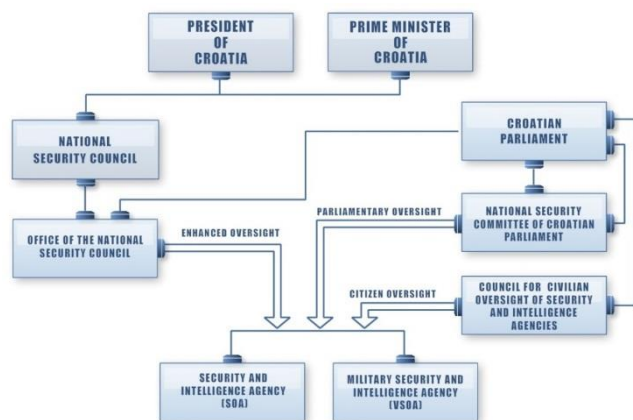 PRESIDENT
OF
CROATIA
PRIME MINISTER
OF
CROATIA
NATIONAL
SECURITY COUNCIL
CROATIAN
PARLIAMENT
OFFICE OF THE NATIONAL
SECURITY COUNCIL
ENHANCED OVERSIGHT
PARLIAMENTARY OVERSIGHT
NATIONAL SECURITY
COMMITTEE OF CROATIAN
PARLIAMENT
CITIZEN OVERSIGHT
COUNCIL FOR CIVILIAN
OVERSIGHT OF SECURITY
AND INTELLIGENCE
AGENCIES
SECURITY AND
INTELLIGENCE AGENCY
(SOA)
MILITARY SECURITY AND
INTELLIGENCE AGENCY
(VSOA)